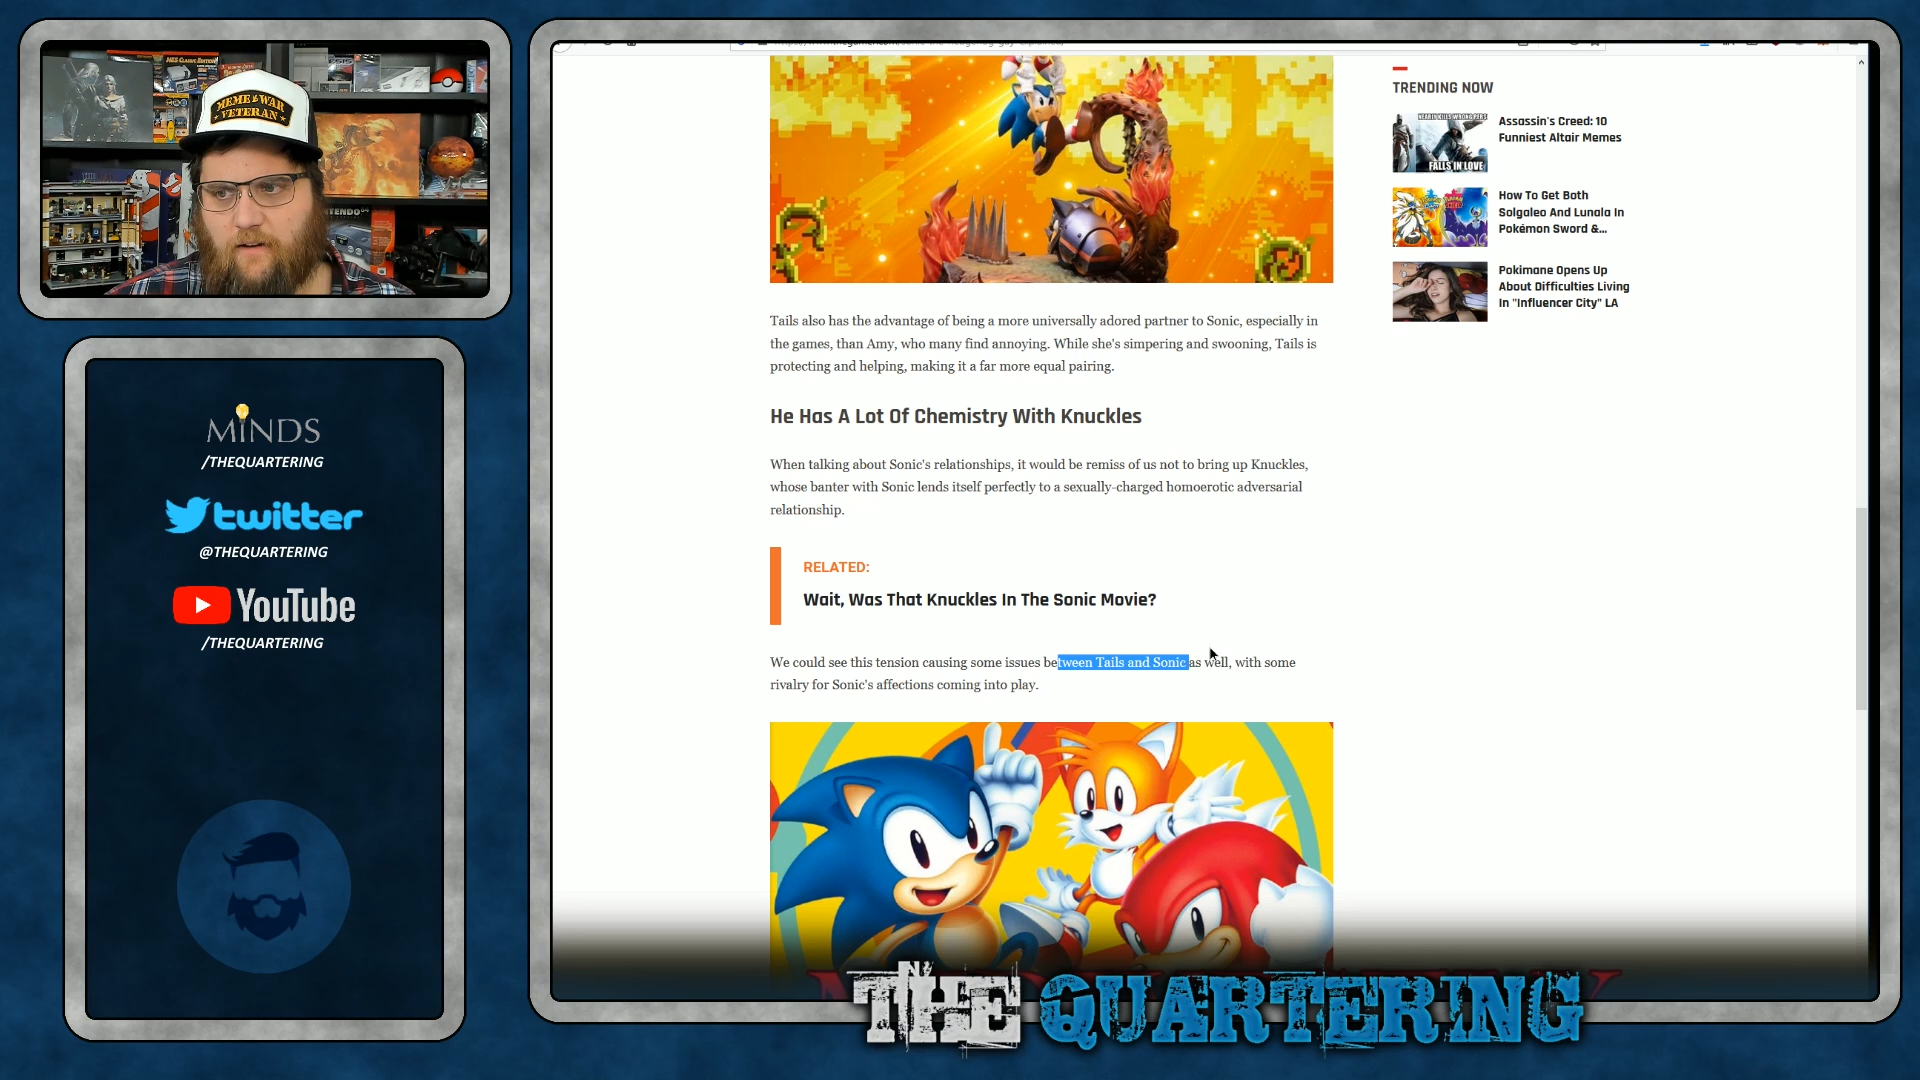 NES CLASSIC
MEME WAR
VETERAN
MINDS
/THEQUARTERING
twitter
@THEQUARTERING
YouTube
/THEQUARTERING
Tails also has the advantage of being a more universally adored partner to Sonic, especially in
the games, than Amy, who many find annoying. While she's simpering and swooning, Tails is
protecting and helping, making it a far more equal pairing.
He Has A Lot Of Chemistry With Knuckles
When talking about Sonic's relationships, it would be remiss of us not to bring up Knuckles,
whose banter with Sonic lends itself perfectly to a sexually-charged homoerotic adversarial
relationship.
RELATED:
Wait, Was That Knuckles In The Sonic Movie?
We could see this tension causing some issues between Tails and Sonic as well, with some
rivalry for Sonic's affections coming into play.
TRENDING NOW
Assassin's Creed: 10
Funniest Altair Memes
FALLS IN LOVE
How To Get Both
Solgaleo And Lunala In
Pokémon Sword &...
Pokimane Opens Up
About Difficulties Living
In "Influencer City" LA
THE QUARTERING